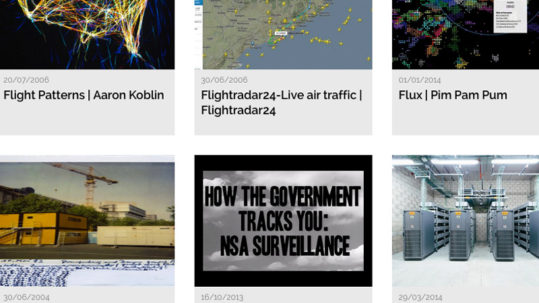 20/07/2006
Flight Patterns | Aaron Koblin
30/06/2006
Flightradar24-Live air traffic |
Flightradar24
01/01/2014
Flux | Pim Pam Pum
HOW THE GOVERNMENT
TRACKS YOU:
NSA SURVEILLANCE
30/06/2004
16/10/2013
29/03/2014